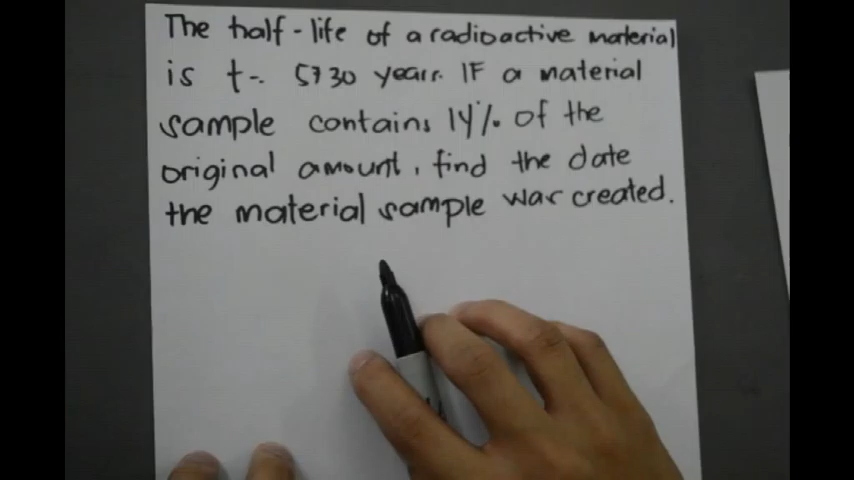 The half-life of a radioactive material
is t-. 5730 years. IF a material
sample contains 14% of the
original amount, find the date
the material sample was created.